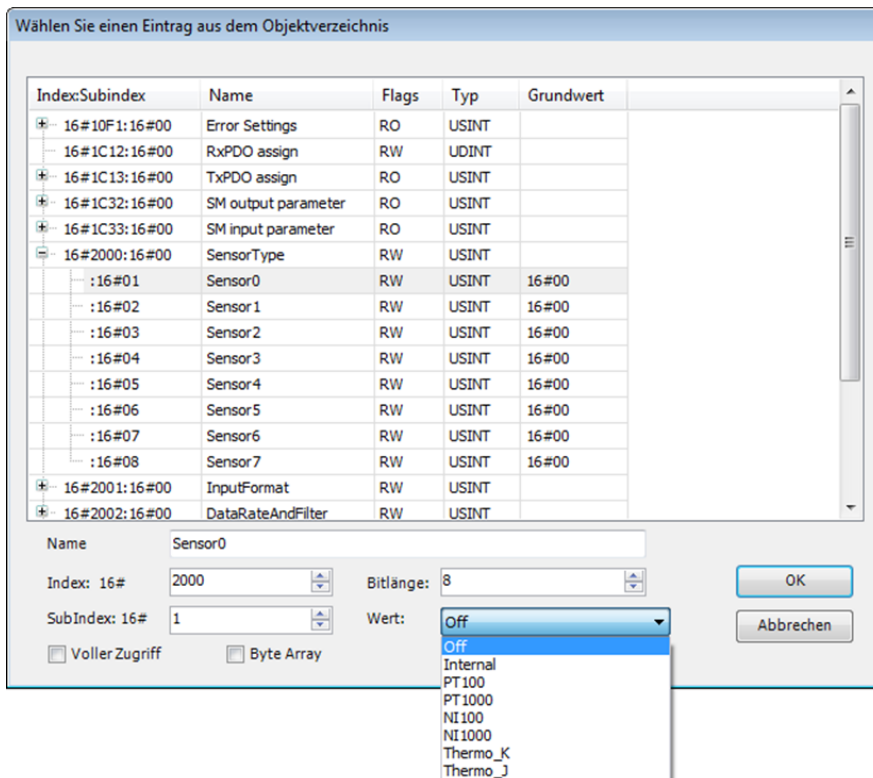 Wählen Sie einen Eintrag aus dem Objektverzeichnis
Index:Subindex Name Flags Typ Grundwert
16#10F1:16#00 Error Settings RO USINT
16#1C12:16#00 RxPDO assign RW UDINT
16#1C13:16#00 TxPDO assign RO USINT
16#1C32:16#00 SM output parameter RO USINT
16#1C33:16#00 SM input parameter RO USINT
16#2000:16#00 SensorType RW USINT
:16#01 Sensor0 RW USINT 16#00
:16#02 Sensor1 RW USINT 16#00
:16#03 Sensor2 RW USINT 16#00
:16#04 Sensor3 RW USINT 16#00
:16#05 Sensor4 RW USINT 16#00
:16#06 Sensor5 RW USINT 16#00
:16#07 Sensor6 RW USINT 16#00
:16#08 Sensor7 RW USINT 16#00
16#2001:16#00 InputFormat RW USINT
16#2002:16#00 DataRateAndFilter RW USINT
Name Sensor0
Index: 16# 2000 Bitlänge: 8 OK
SubIndex: 16# 1 Wert: Off Abbrechen
Voller Zugriff Byte Array
Off
Internal
PT100
PT1000
NI100
NI1000
Thermo_K
Thermo_J